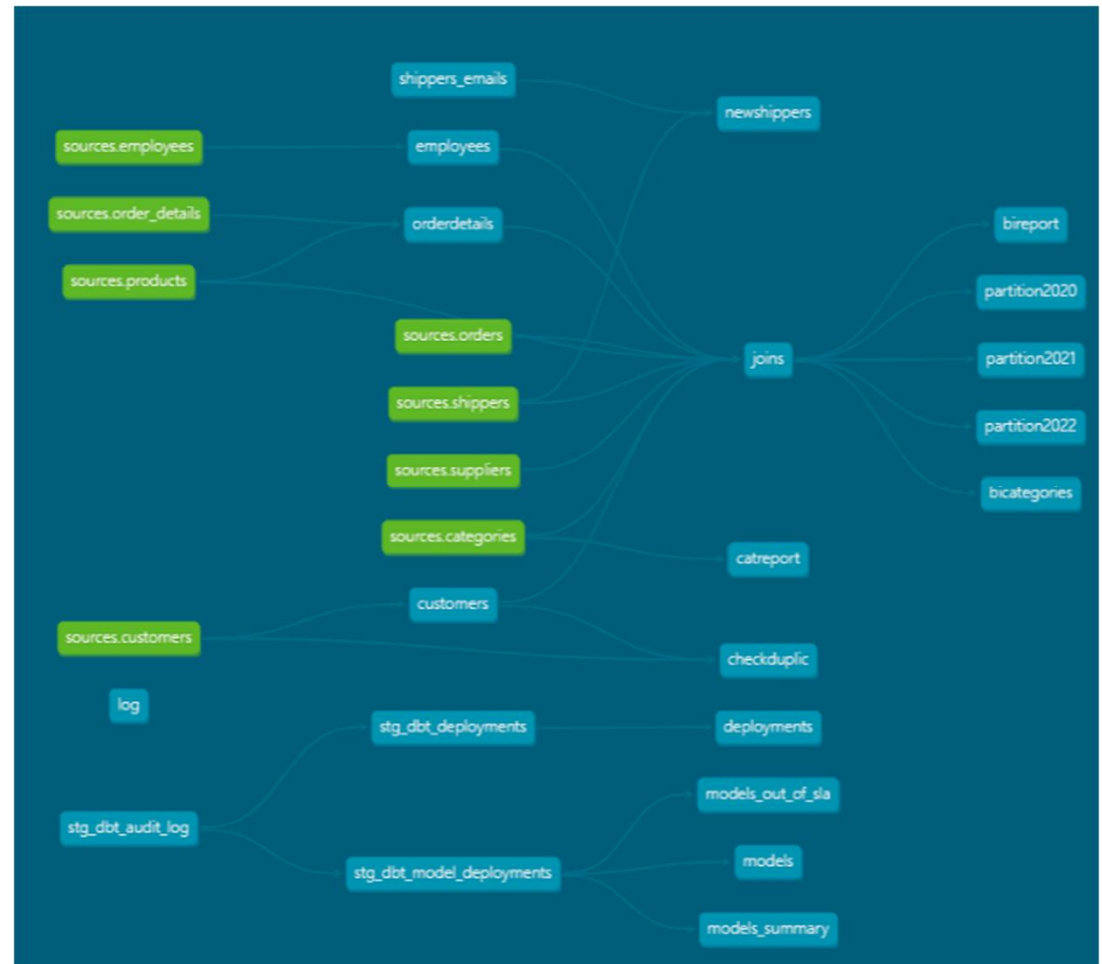 shippers_emails
newshippers
sources.employees
employees
sources.order_details
orderdetails
bireport
sources.products
partition2020
sources.orders
joins
partition2021
sources.shippers
partition2022
sources.suppliers
bicategories
sources.categories
catreport
customers
sources.customers
checkduplic
log
stg_dbt_deployments
deployments
models_out_of_sla
stg_dbt_audit_log
models
stg_dbt_model_deployments
models_summary